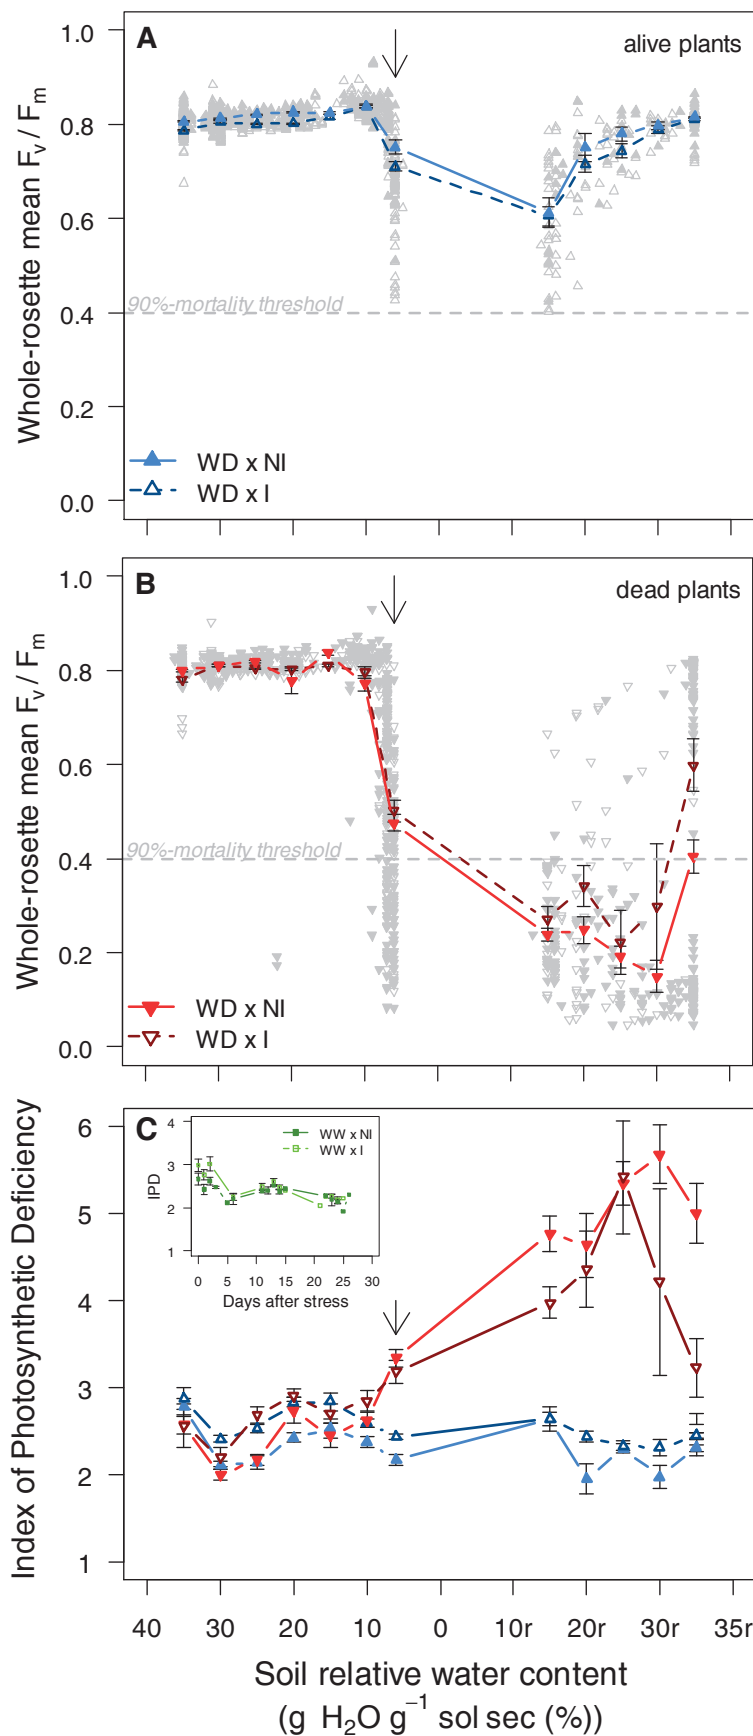 A
alive plants
Whole-rosette mean Fv / Fm
1.0
0.8
0.6
0.4
0.2
0.0
90%-mortality threshold
WD x NI
WD x I
B
dead plants
Whole-rosette mean Fv / Fm
1.0
0.8
0.6
0.4
0.2
0.0
90%-mortality threshold
WD x NI
WD x I
C
Index of Photosynthetic Deficiency
6
5
4
3
2
1
IPD
4
3
2
1
WW x NI
WW x I
0 5 10 15 20 25 30
Days after stress
40 30 20 10 0 10r 20r 30r 35r
Soil relative water content
(g H₂O g⁻¹ sol sec (%))